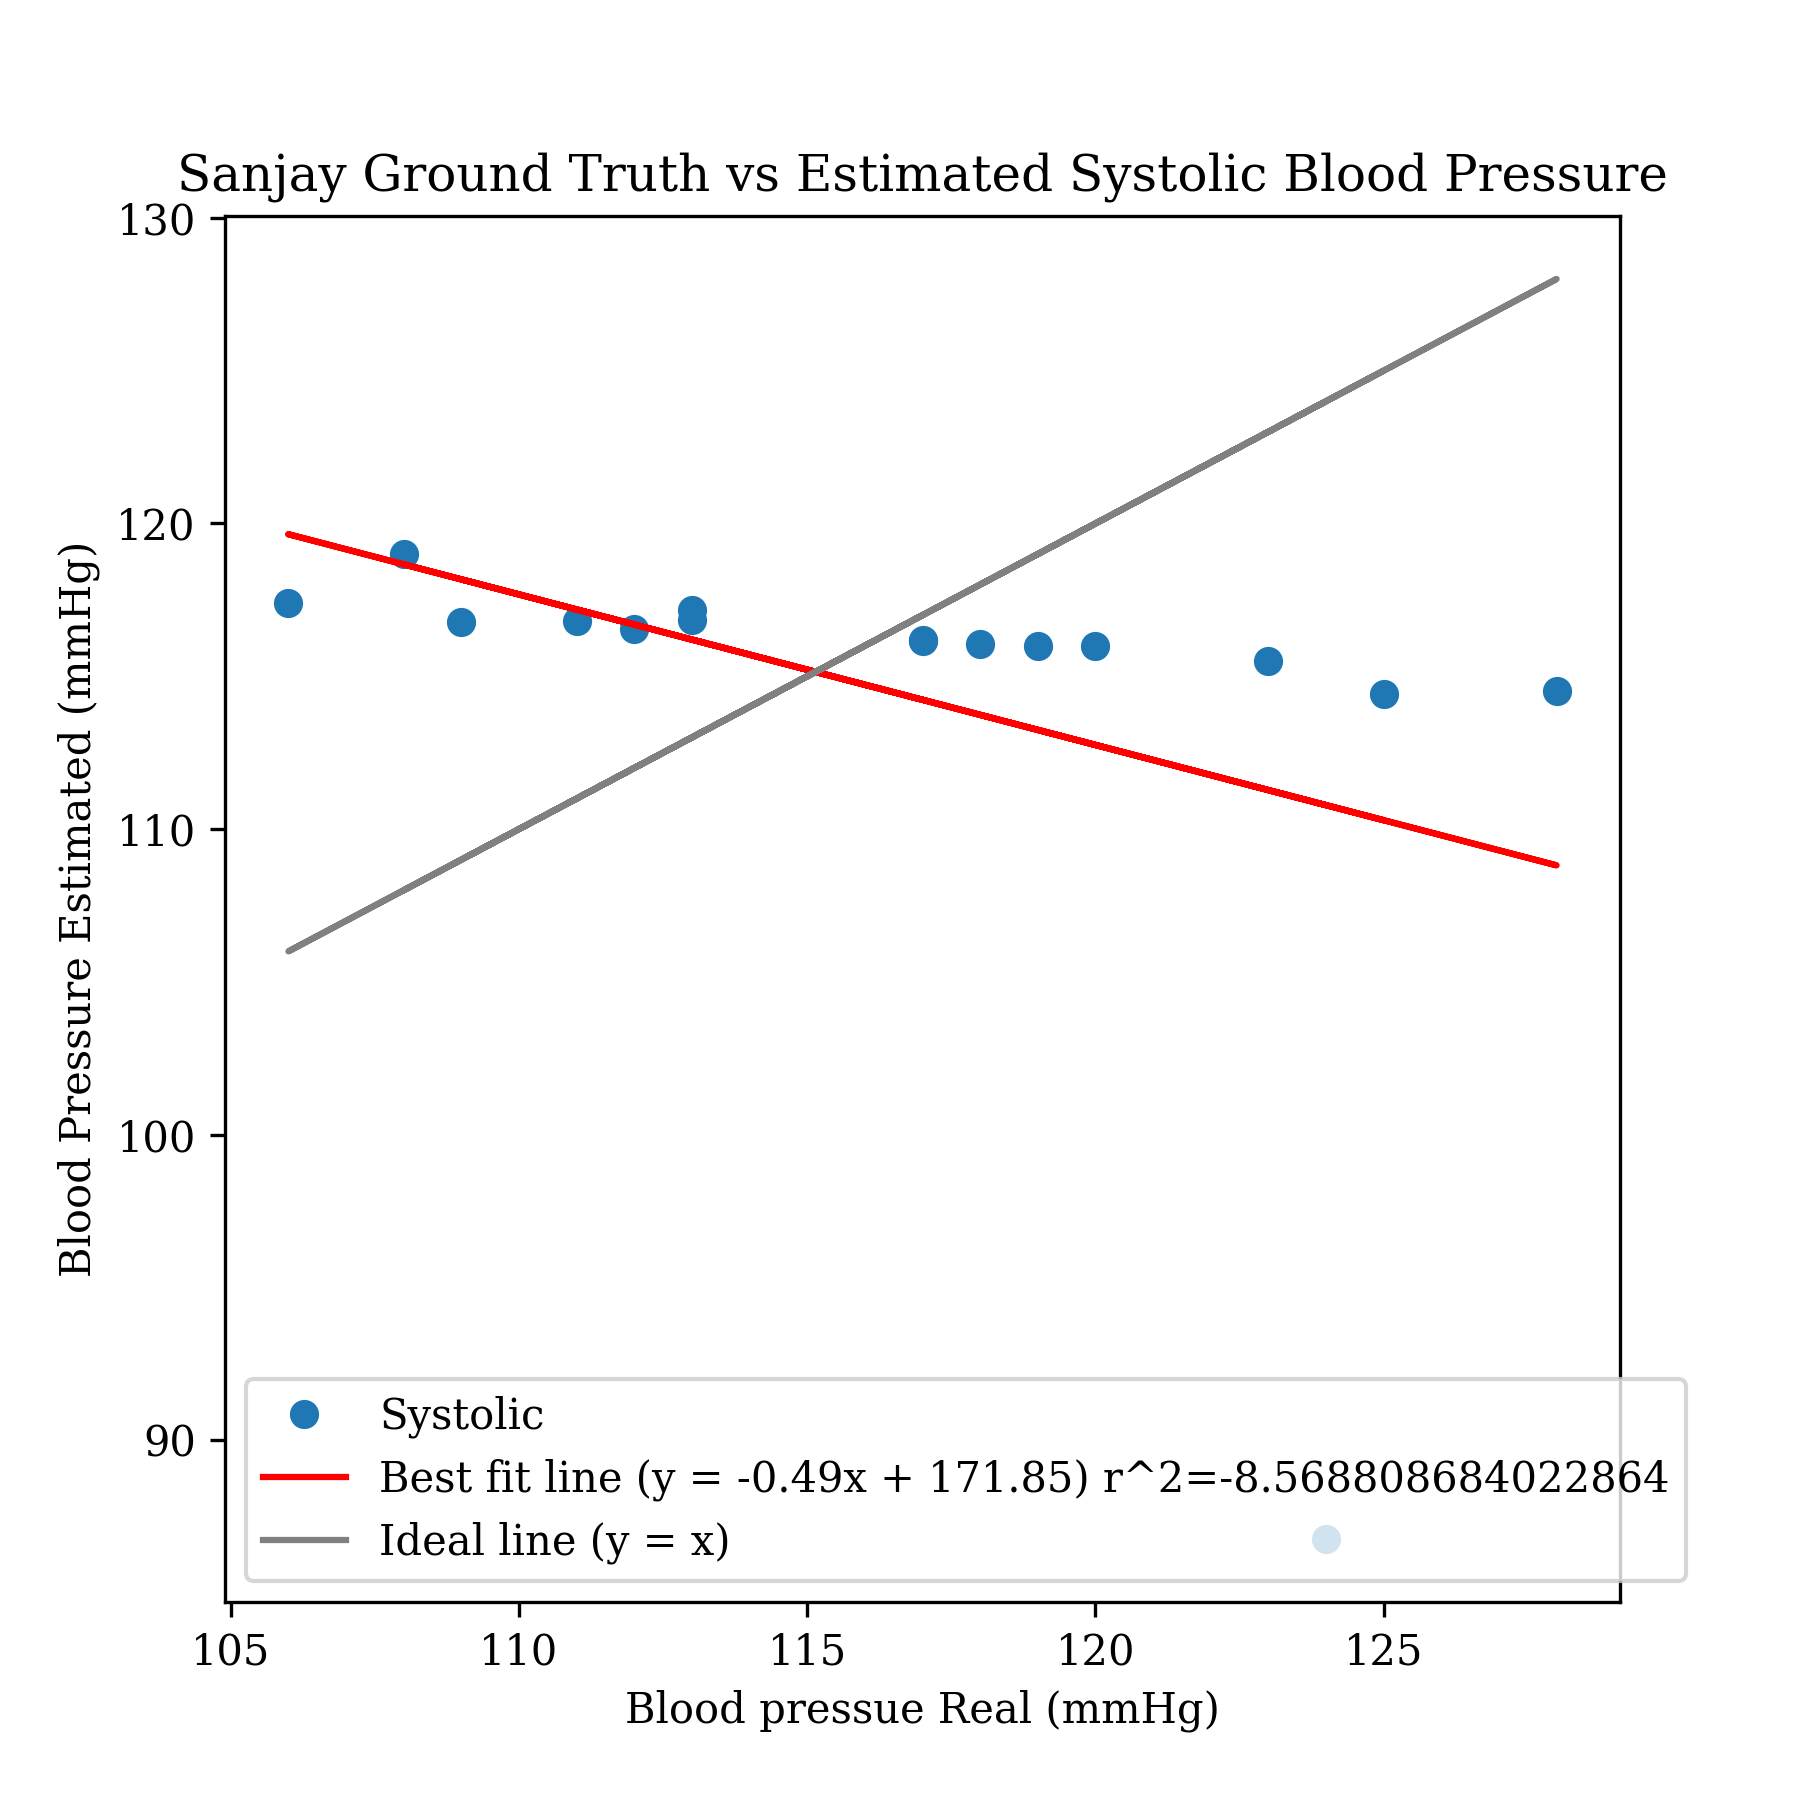 Sanjay Ground Truth vs Estimated Systolic Blood Pressure
130
120
110
100
90
Blood Pressure Estimated (mmHg)
Systolic
Best fit line (y = -0.49x + 171.85) r^2=-8.568808684022864
Ideal line (y = x)
105 110 115 120 125
Blood pressue Real (mmHg)